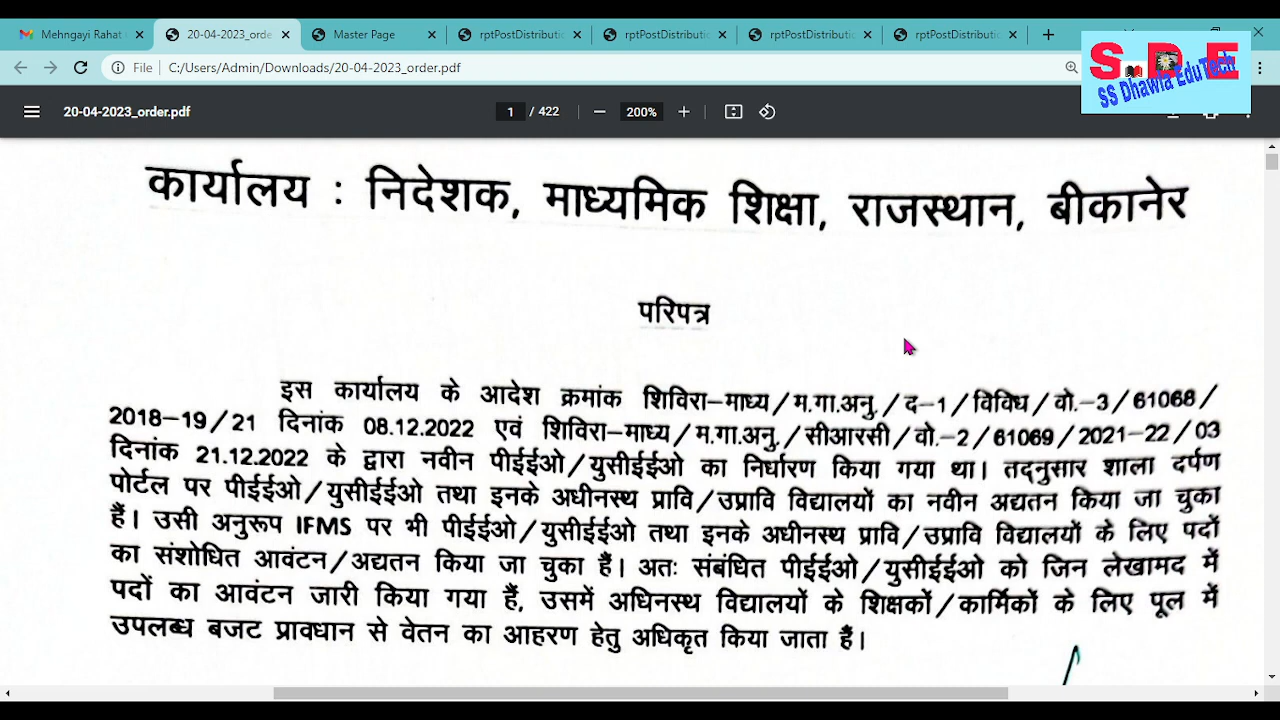 Mehngayi Rahat
20-04-2023_orde
Master Page
rptPostDistributio
rptPostDistributio
rptPostDistributio
rptPostDistributio
File
C:/Users/Admin/Downloads/20-04-2023_order.pdf
S D E
SS Dhawla EduTech
20-04-2023_order.pdf
1 / 422
200%
कार्यालय : निदेशक, माध्यमिक शिक्षा, राजस्थान, बीकानेर
परिपत्र
इस कार्यालय के आदेश क्रमांक शिविरा–माध्य/म.गा.अनु./द–1/विविध/वो.–3/61068/
2018–19/21 दिनांक 08.12.2022 एवं शिविरा–माध्य/म.गा.अनु./सीआरसी/वो.–2/61069/2021–22/03
दिनांक 21.12.2022 के द्वारा नवीन पीईईओ/युसीईईओ का निर्धारण किया गया था। तद्नुसार शाला दर्पण
पोर्टल पर पीईईओ/युसीईईओ तथा इनके अधीनस्थ प्रावि/उप्रावि विद्यालयों का नवीन अद्यतन किया जा चुका
हैं। उसी अनुरूप IFMS पर भी पीईईओ/युसीईईओ तथा इनके अधीनस्थ प्रावि/उप्रावि विद्यालयों के लिए पदों
का संशोधित आवंटन/अद्यतन किया जा चुका हैं। अतः संबंधित पीईईओ/युसीईईओ को जिन लेखामद में
पदों का आवंटन जारी किया गया हैं, उसमें अधिनस्थ विद्यालयों के शिक्षकों/कार्मिकों के लिए पूल में
उपलब्ध बजट प्रावधान से वेतन का आहरण हेतु अधिकृत किया जाता हैं।